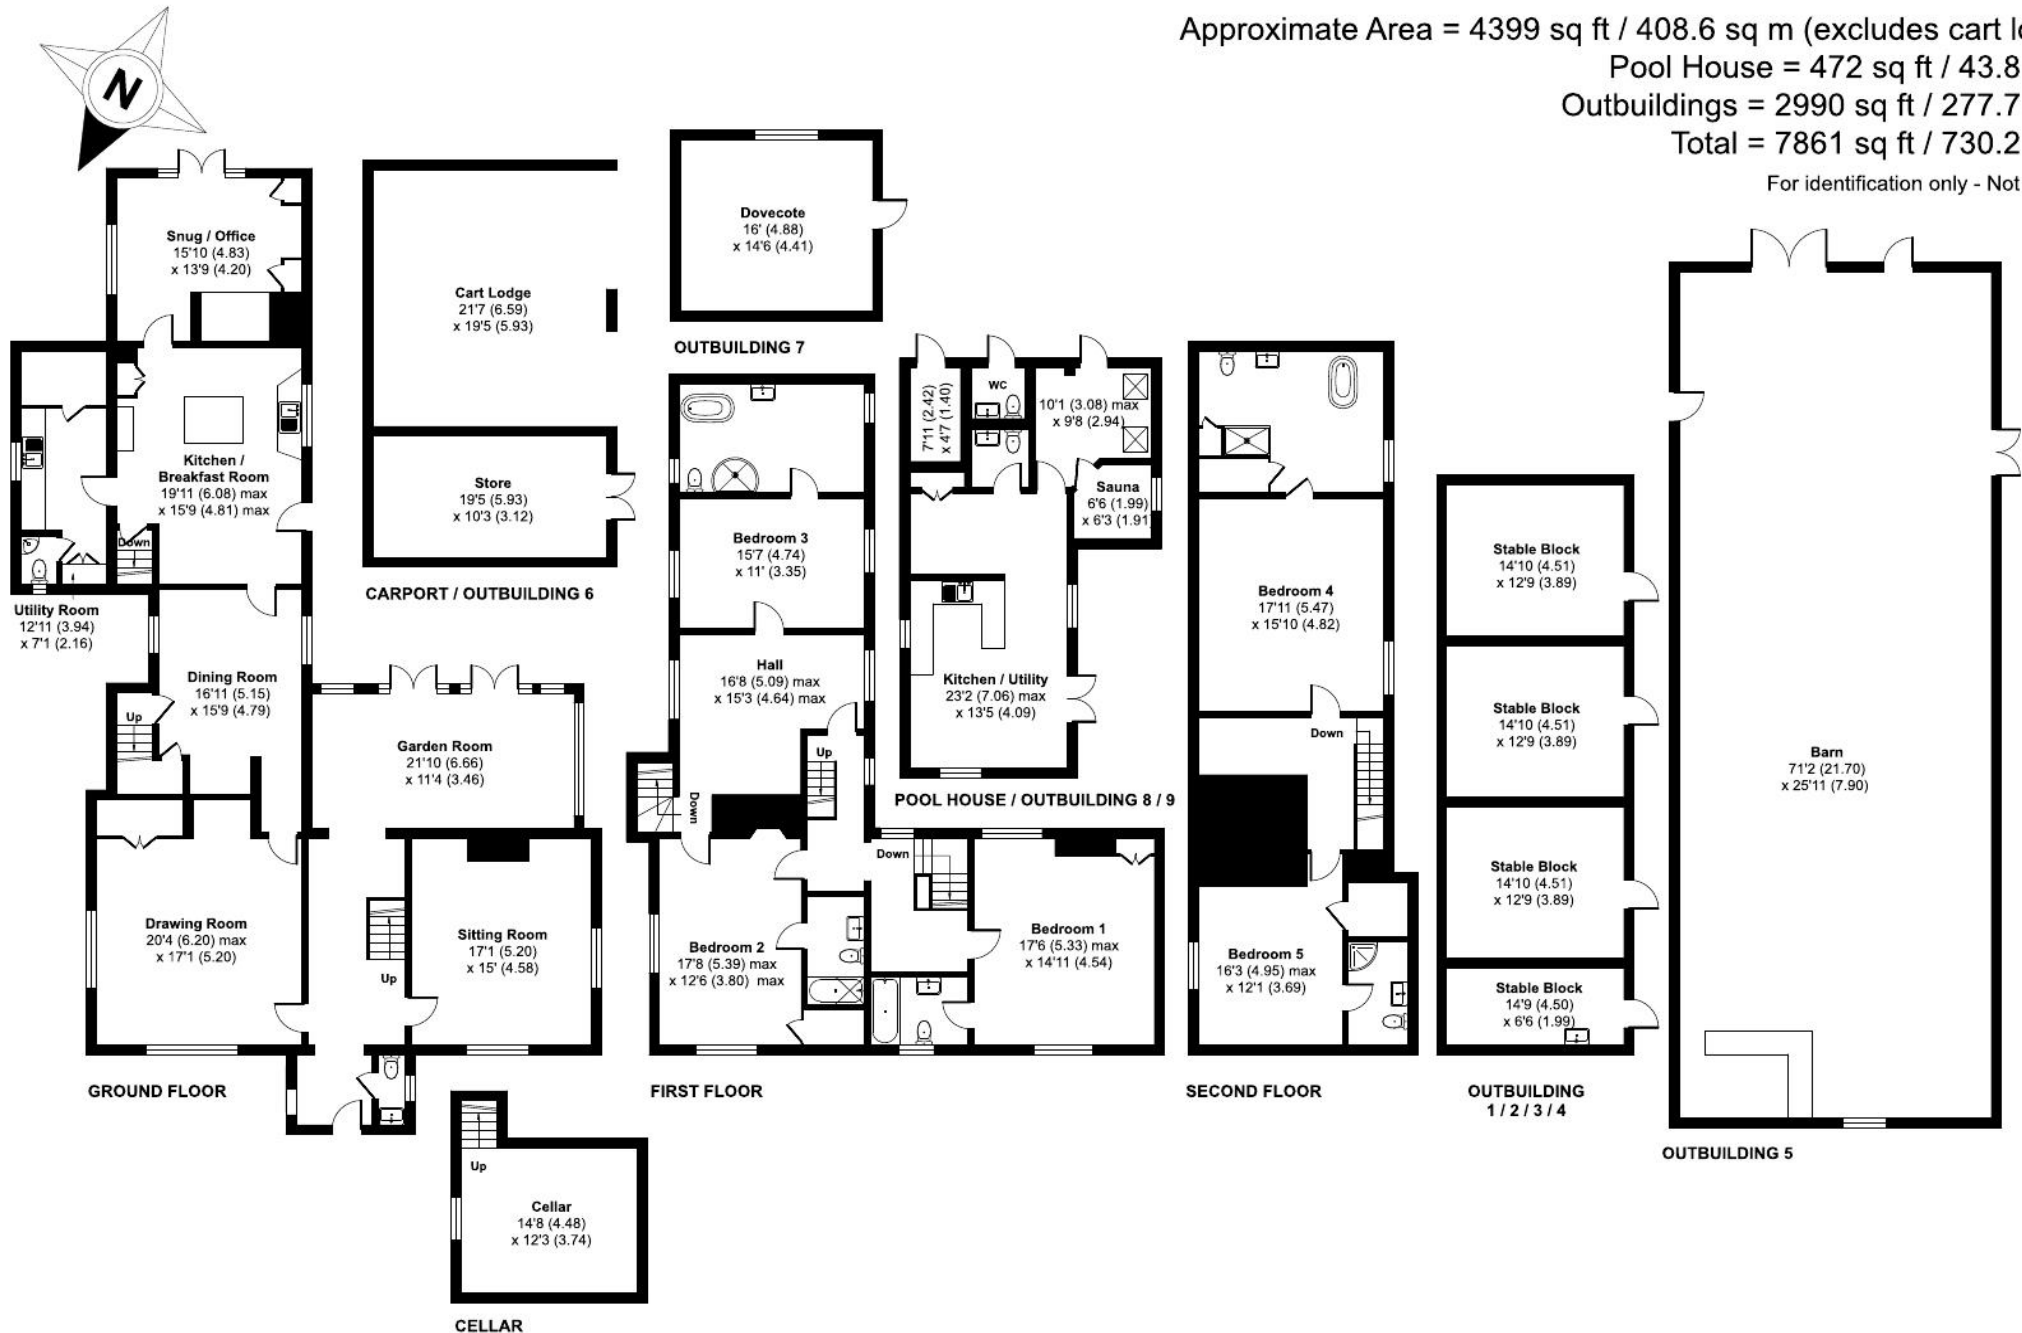 Approximate Area = 4399 sq ft / 408.6 sq m (excludes cart
Pool House = 472 sq ft / 43.8
Outbuildings = 2990 sq ft / 277.7
Total = 7861 sq ft / 730.2
For identification only - Not
N
Snug / Office
15'10 (4.83)
x 13'9 (4.20)
Kitchen /
Breakfast Room
19'11 (6.08) max
x 15'9 (4.81) max
Down
Utility Room
12'11 (3.94)
x 7'1 (2.16)
Dining Room
16'11 (5.15)
x 15'9 (4.79)
Up
Garden Room
21'10 (6.66)
x 11'4 (3.46)
Drawing Room
20'4 (6.20) max
x 17'1 (5.20)
Up
Sitting Room
17'1 (5.20)
x 15' (4.58)
GROUND FLOOR
Cart Lodge
21'7 (6.59)
x 19'5 (5.93)
Store
19'5 (5.93)
x 10'3 (3.12)
CARPORT / OUTBUILDING 6
Dovecote
16' (4.88)
x 14'6 (4.41)
OUTBUILDING 7
Bedroom 3
15'7 (4.74)
x 11' (3.35)
Hall
16'8 (5.09) max
x 15'3 (4.64) max
Up
Down
Down
Bedroom 2
17'8 (5.39) max
x 12'6 (3.80) max
Bedroom 1
17'6 (5.33) max
x 14'11 (4.54)
FIRST FLOOR
7'11 (2.42)
x 4'7 (1.40)
WC
10'1 (3.08) max
x 9'8 (2.94)
Sauna
6'6 (1.99)
x 6'3 (1.91)
Kitchen / Utility
23'2 (7.06) max
x 13'5 (4.09)
POOL HOUSE / OUTBUILDING 8 / 9
Bedroom 4
17'11 (5.47)
x 15'10 (4.82)
Down
Bedroom 5
16'3 (4.95) max
x 12'1 (3.69)
SECOND FLOOR
Stable Block
14'10 (4.51)
x 12'9 (3.89)
Stable Block
14'10 (4.51)
x 12'9 (3.89)
Stable Block
14'10 (4.51)
x 12'9 (3.89)
Stable Block
14'9 (4.50)
x 6'6 (1.99)
OUTBUILDING
1 / 2 / 3 / 4
Barn
71'2 (21.70)
x 25'11 (7.90)
OUTBUILDING 5
Up
Cellar
14'8 (4.48)
x 12'3 (3.74)
CELLAR